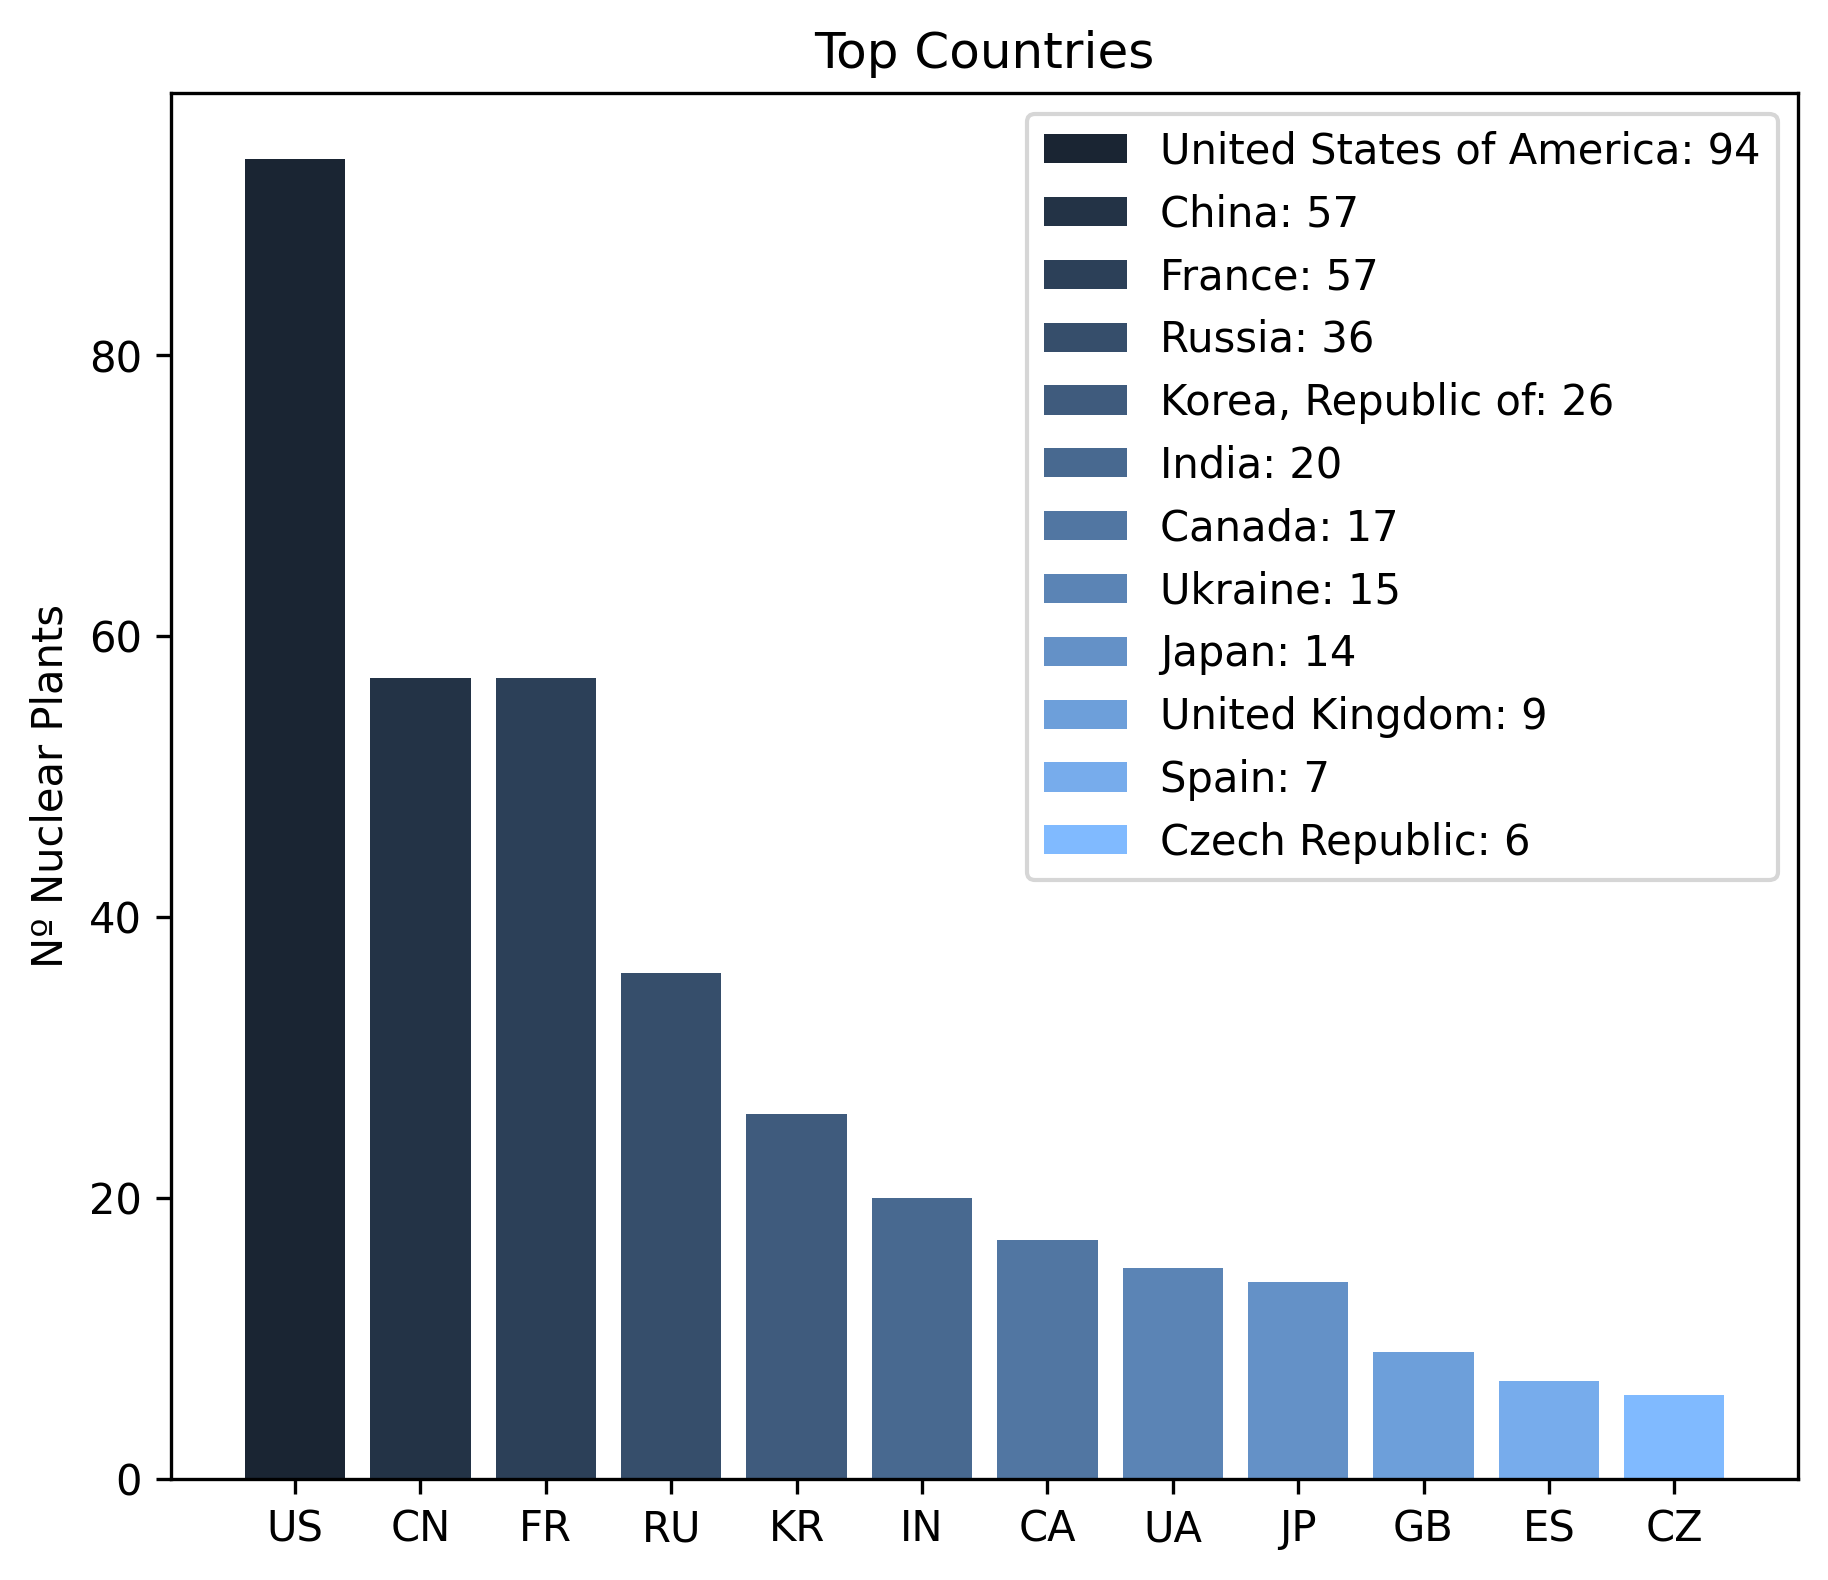 Top Countries
United States of America: 94
China: 57
France: 57
Russia: 36
Korea, Republic of: 26
India: 20
Canada: 17
Ukraine: 15
Japan: 14
United Kingdom: 9
Spain: 7
Czech Republic: 6
Nº Nuclear Plants
80
60
40
20
0
US CN FR RU KR IN CA UA JP GB ES CZ